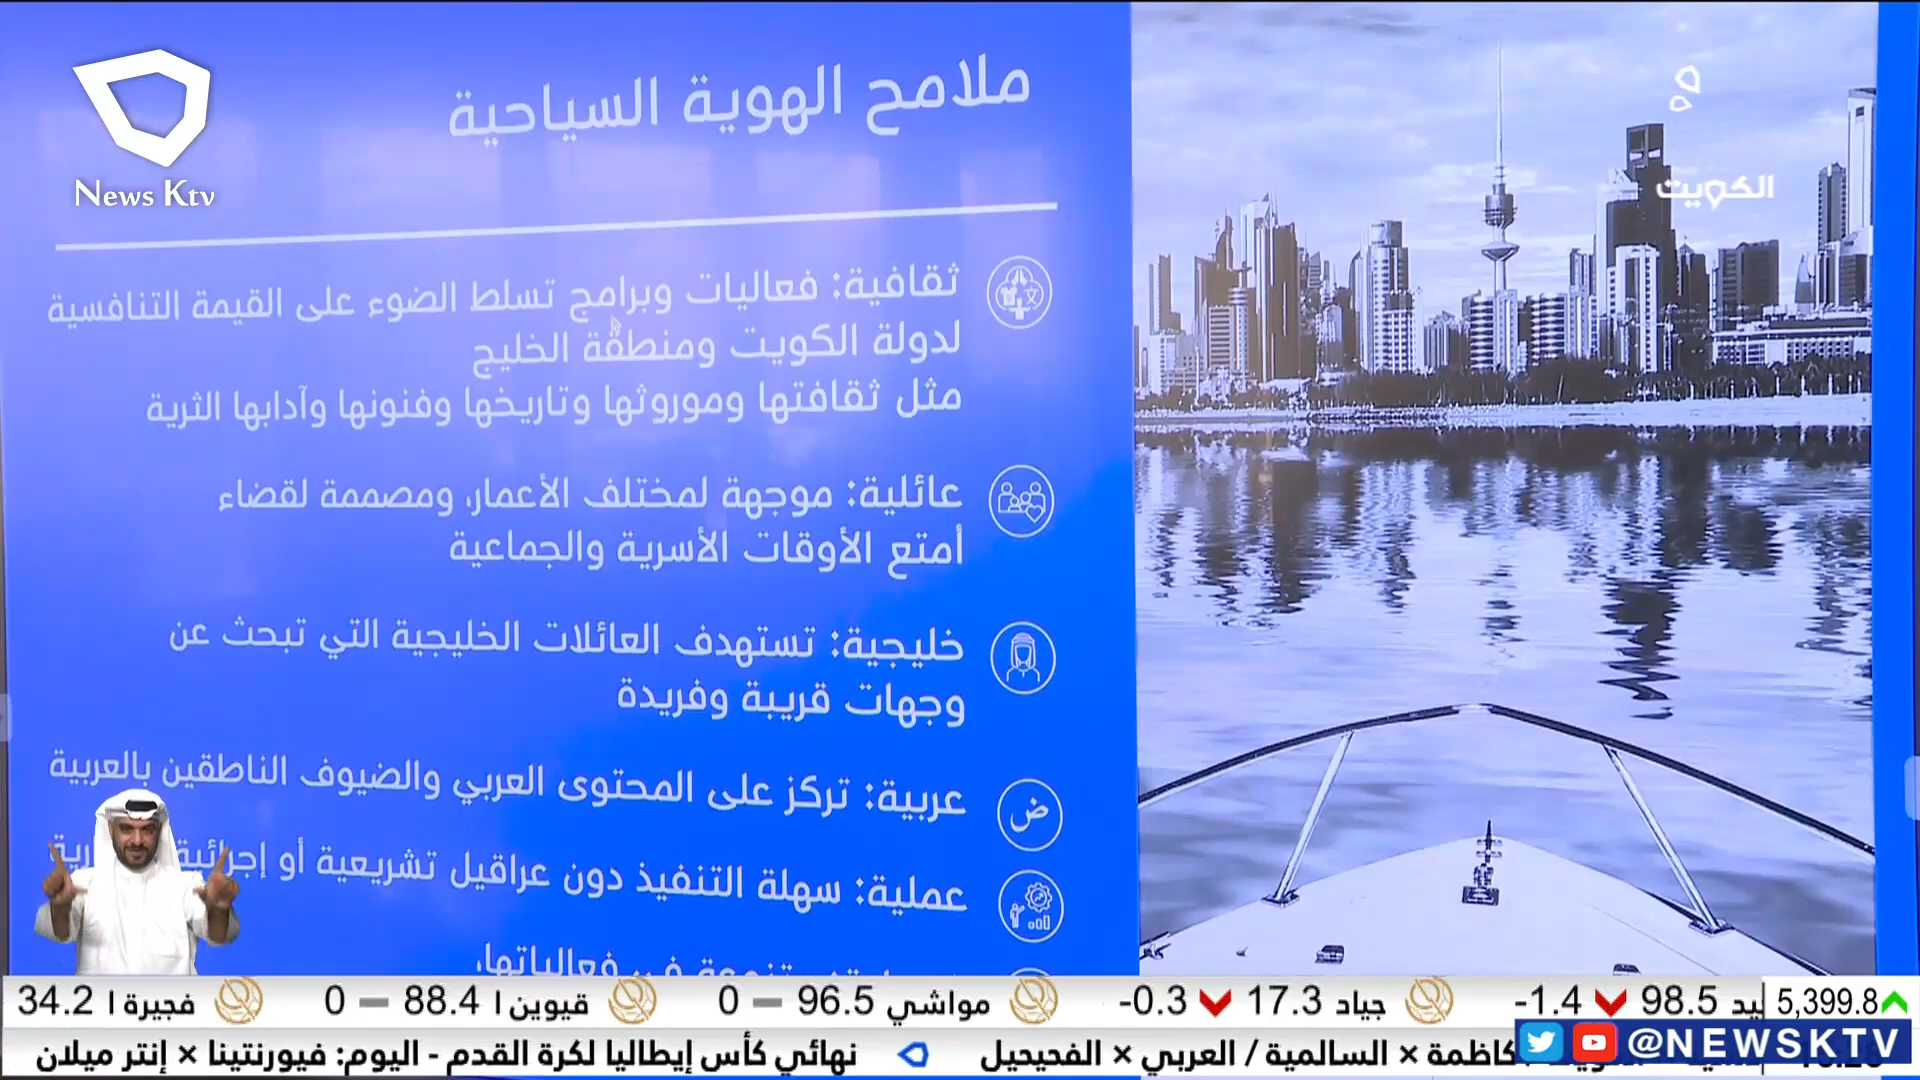 ملامح الهوية السياحية
News Ktv
الكويت
ثقافية: فعاليات وبرامج تسلط الضوء على القيمة التنافسية
لدولة الكويت ومنطقة الخليج
مثل ثقافتها وموروثها وتاريخها وفنونها وآدابها الثرية
عائلية: موجهة لمختلف الأعمار، ومصممة لقضاء
أمتع الأوقات الأسرية والجماعية
خليجية: تستهدف العائلات الخليجية التي تبحث عن
وجهات قريبة وفريدة
ض
عربية: تركز على المحتوى العربي والضيوف الناطقين بالعربية
عملية: سهلة التنفيذ دون عراقيل تشريعية أو إجرائية
فعالياتها،
5,399.8 يد 98.5 -1.4 جياد 17.3 -0.3 مواشي 96.5 0 قيوين ا 88.4 0 فجيرة ا 34.2
كاظمة × السالمية / العربي × الفحيحيل نهائي كأس إيطاليا لكرة القدم - اليوم: فيورنتينا × إنتر ميلان
@NEWSKTV